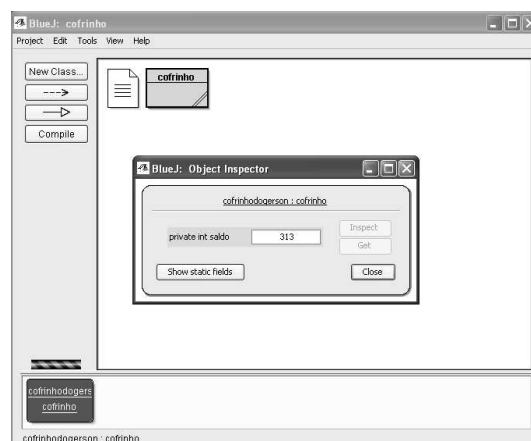 BlueJ: cofrinho
Project Edit Tools View Help
New Class...
cofrinho
Compile
BlueJ: Object Inspector
cofrinhodogerson : cofrinho
private int saldo 313
Inspect
Get
Show static fields Close
cofrinhodogers
cofrinho
cofrinhodogerson : cofrinho